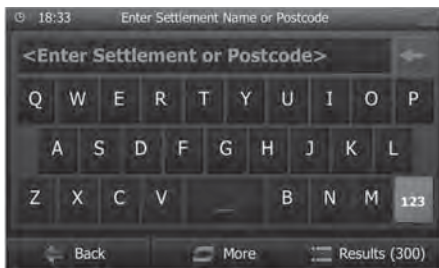 18:33 Enter Settlement Name or Postcode
<Enter Settlement or Postcode>
Q W E R T Y U I O P
A S D F G H J K L
Z X C V _ B N M 123
Back More Results (300)